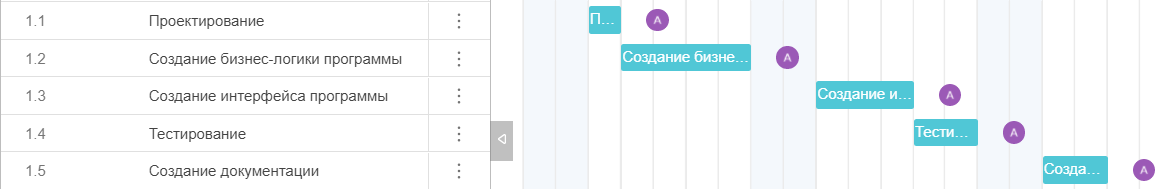 1.1 Проектирование П... A
1.2 Создание бизнес-логики программы Создание бизне... A
1.3 Создание интерфейса программы Создание и... A
1.4 Тестирование Тести... A
1.5 Создание документации Созда... A